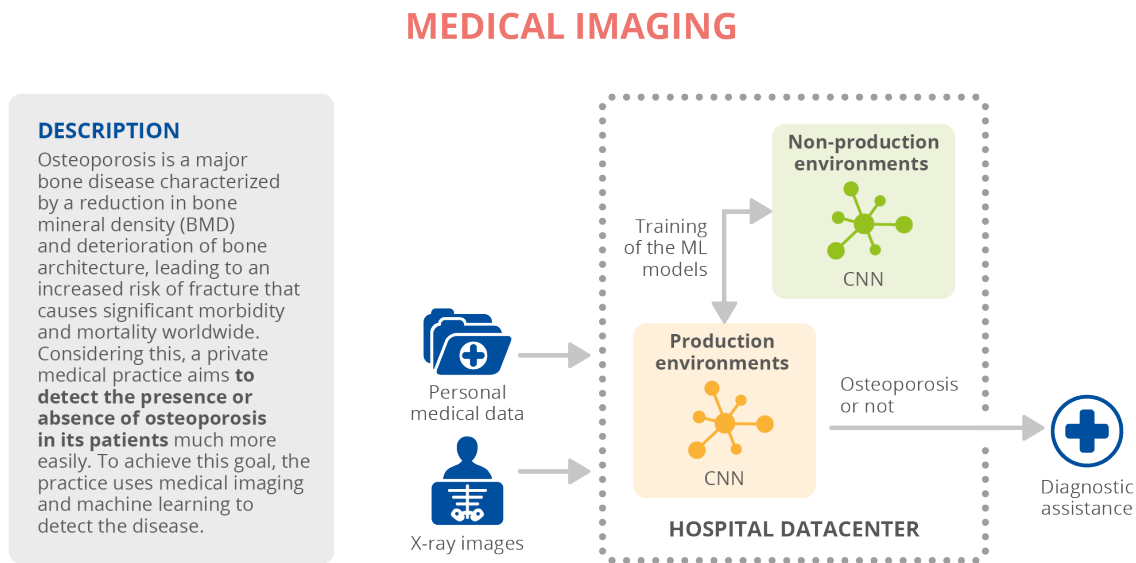 MEDICAL IMAGING
DESCRIPTION
Osteoporosis is a major
bone disease characterized
by a reduction in bone
mineral density (BMD)
and deterioration of bone
architecture, leading to an
increased risk of fracture that
causes significant morbidity
and mortality worldwide.
Considering this, a private
medical practice aims to
detect the presence or
absence of osteoporosis
in its patients much more
easily. To achieve this goal, the
practice uses medical imaging
and machine learning to
detect the disease.
Personal
medical data
X-ray images
Training
of the ML
models
Non-production
environments
CNN
Production
environments
CNN
Osteoporosis
or not
HOSPITAL DATACENTER
Diagnostic
assistance